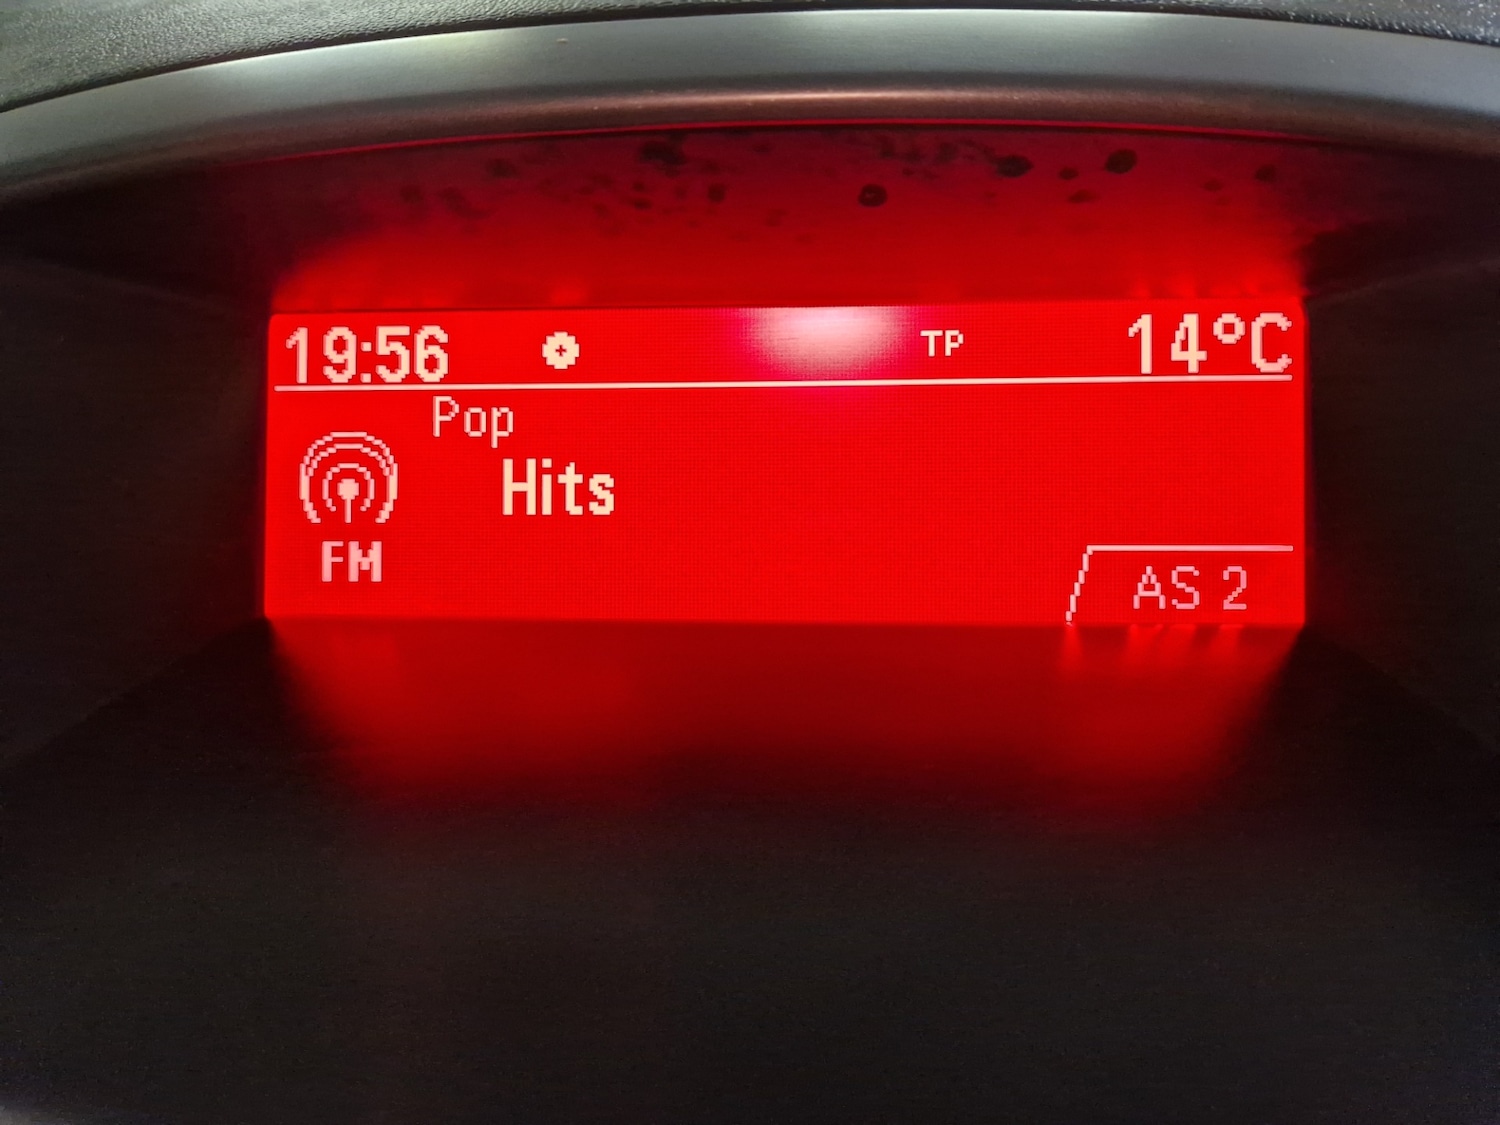 19:56 TP 14°C
Pop
Hits
FM
AS 2